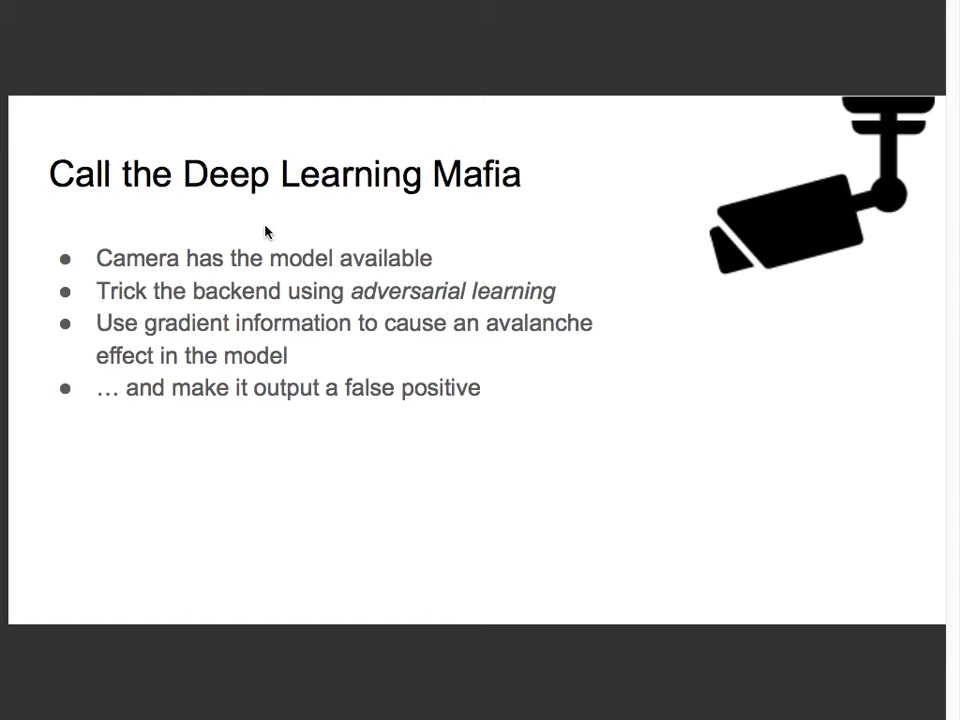 Call the Deep Learning Mafia
● Camera has the model available
● Trick the backend using adversarial learning
● Use gradient information to cause an avalanche
effect in the model
● … and make it output a false positive